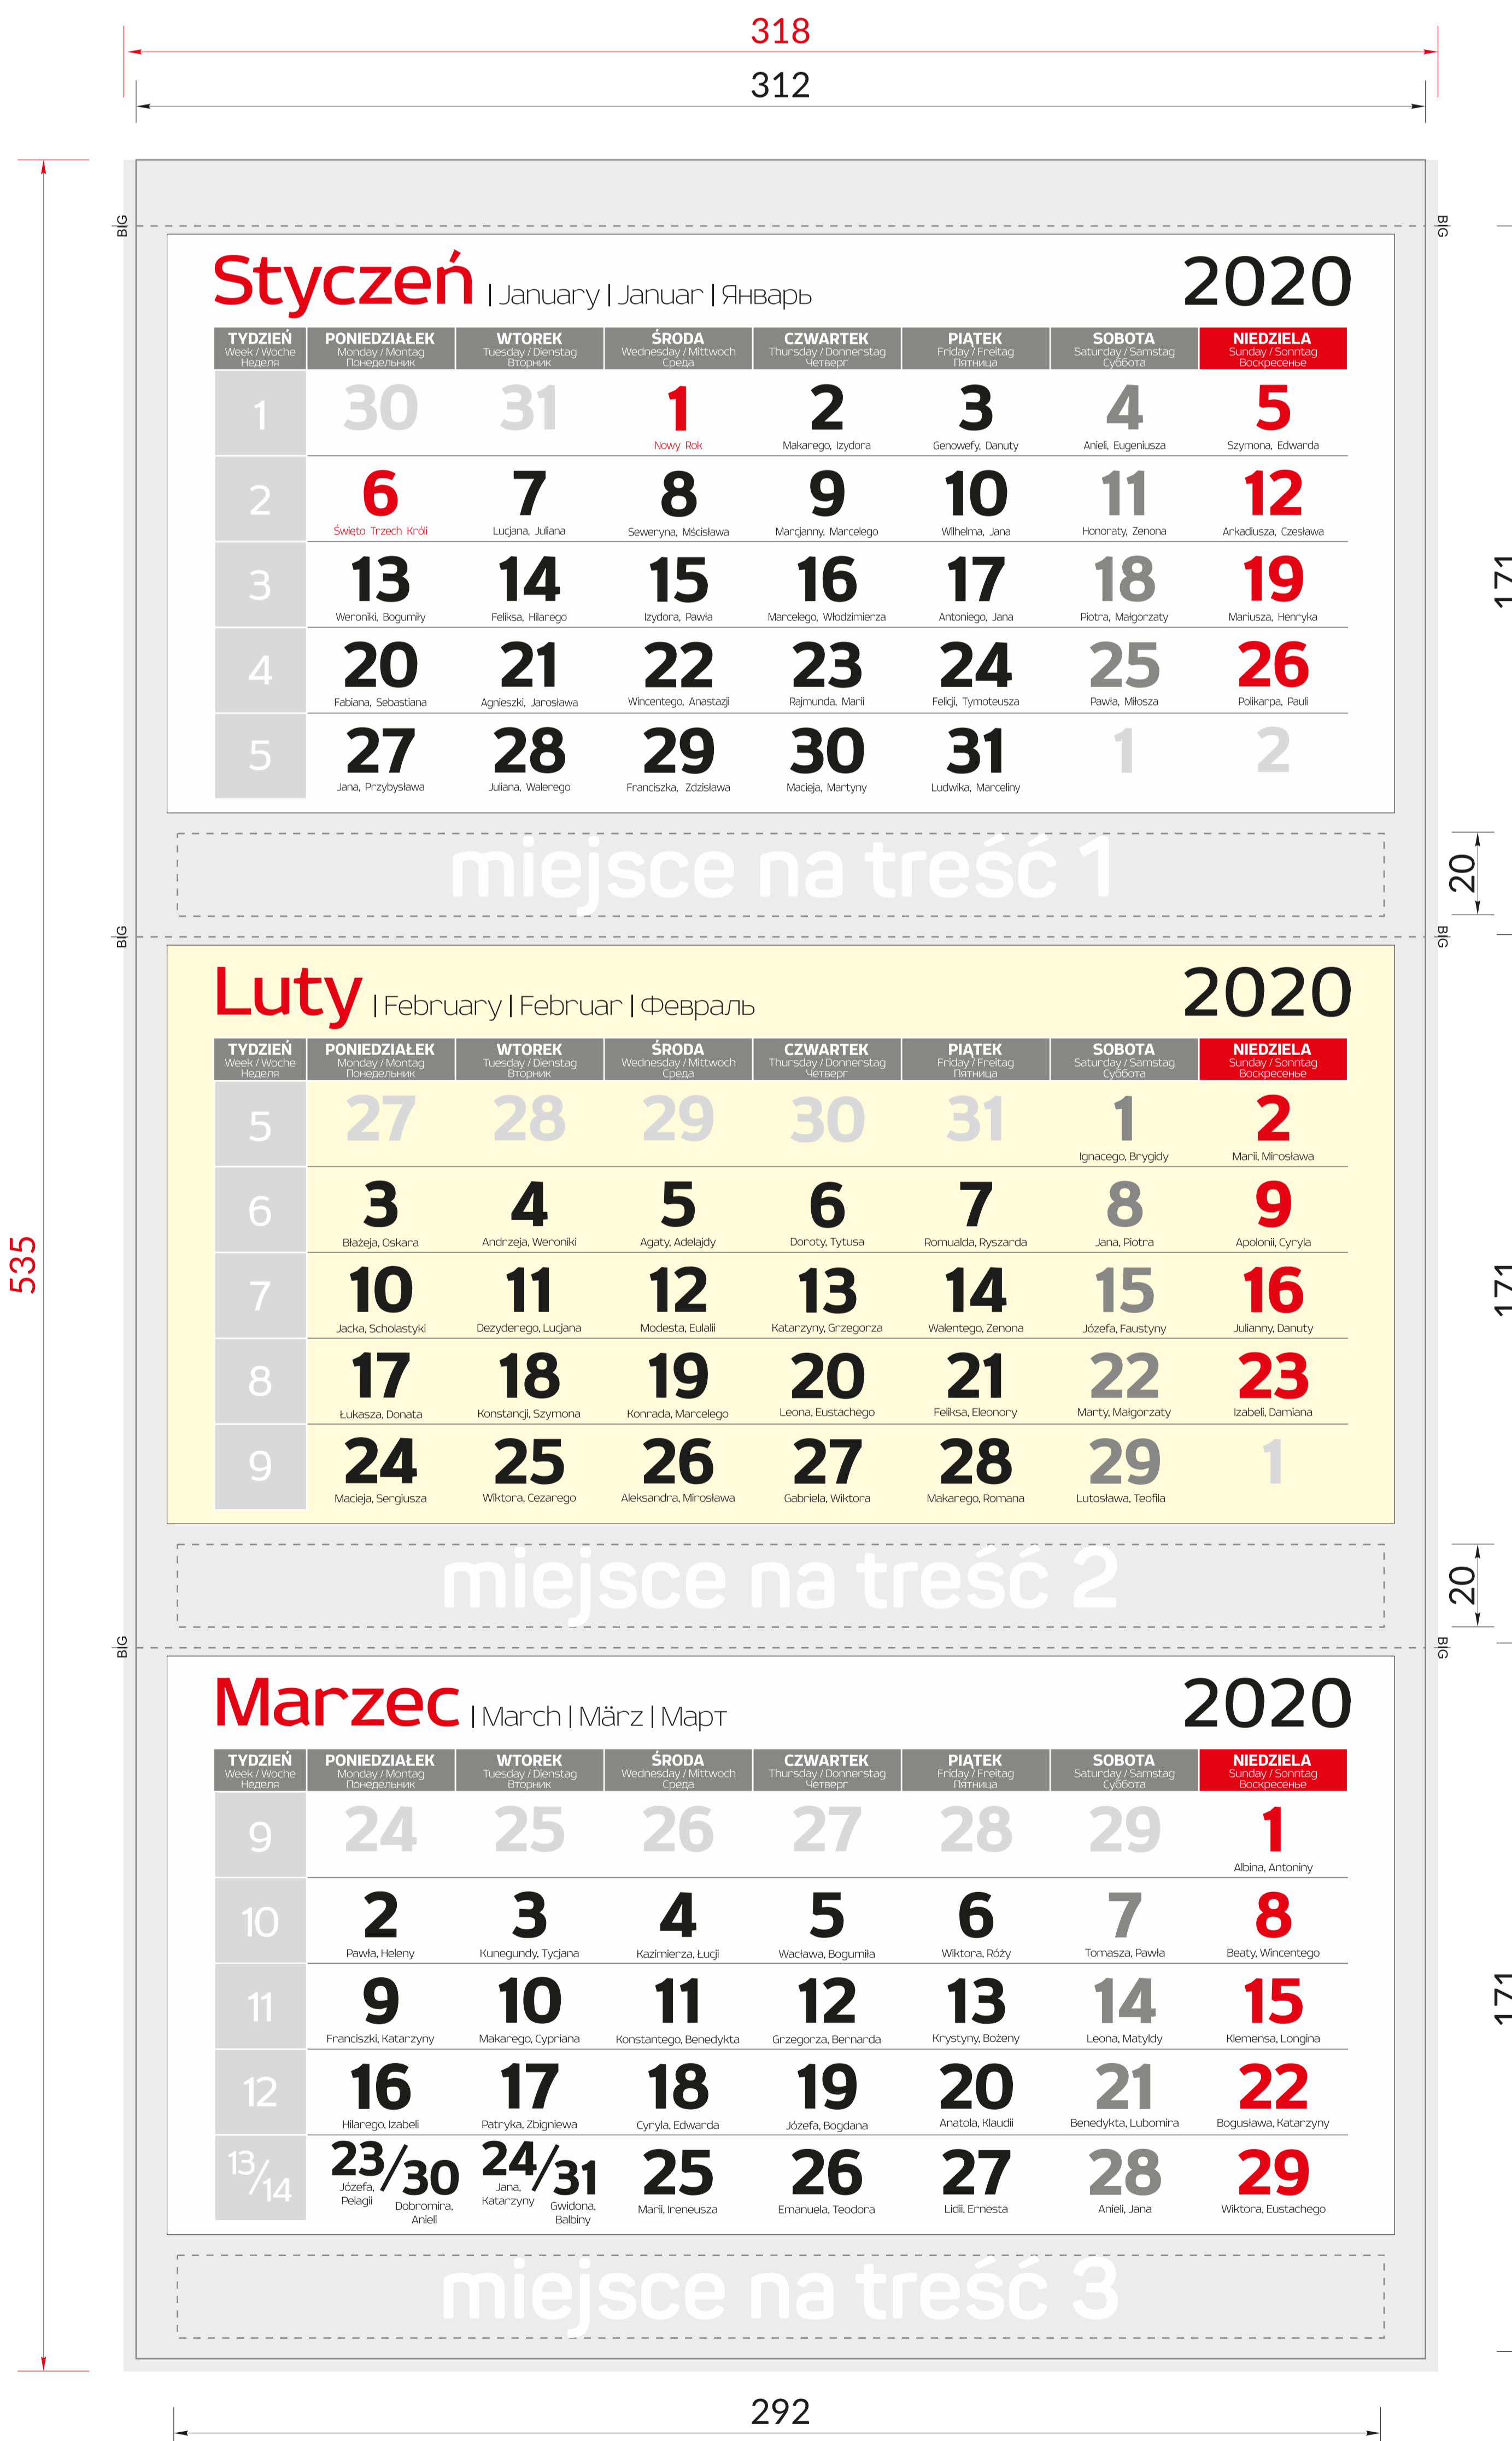 318
312
BIG
BIG
Styczeń | January | Januar | Январь 2020
TYDZIEŃ PONIEDZIAŁEK WTOREK ŚRODA CZWARTEK PIĄTEK SOBOTA NIEDZIELA
Week / Woche Monday / Montag Tuesday / Dienstag Wednesday / Mittwoch Thursday / Donnerstag Friday / Freitag Saturday / Samstag Sunday / Sonntag
Неделя Понедельник Вторник Среда Четверг Пятница Суббота Воскресенье
1 30 31 1 2 3 4 5
Nowy Rok Makarego, Izydora Genowefy, Danuty Anieli, Eugeniusza Szymona, Edwarda
2 6 7 8 9 10 11 12
Święto Trzech Króli Lucjana, Juliana Seweryna, Mścisława Marcjanny, Marcelego Wilhelma, Jana Honoraty, Zenona Arkadiusza, Czesława
171
3 13 14 15 16 17 18 19
Weroniki, Bogumiły Feliksa, Hilarego Izydora, Pawła Marcelego, Włodzimierza Antoniego, Jana Piotra, Małgorzaty Mariusza, Henryka
4 20 21 22 23 24 25 26
Fabiana, Sebastiana Agnieszki, Jarosława Wincentego, Anastazji Rajmunda, Marii Felicji, Tymoteusza Pawła, Miłosza Polikarpa, Pauli
5 27 28 29 30 31 1 2
Jana, Przybysława Juliana, Walerego Franciszka, Zdzisława Macieja, Martyny Ludwika, Marceliny
miejsce na treść 1
20
BIG
BIG
Luty | February | Februar | Февраль 2020
TYDZIEŃ PONIEDZIAŁEK WTOREK ŚRODA CZWARTEK PIĄTEK SOBOTA NIEDZIELA
Week / Woche Monday / Montag Tuesday / Dienstag Wednesday / Mittwoch Thursday / Donnerstag Friday / Freitag Saturday / Samstag Sunday / Sonntag
Неделя Понедельник Вторник Среда Четверг Пятница Суббота Воскресенье
5 27 28 29 30 31 1 2
Ignacego, Brygidy Marii, Mirosława
6 3 4 5 6 7 8 9
Błażeja, Oskara Andrzeja, Weroniki Agaty, Adelajdy Doroty, Tytusa Romualda, Ryszarda Jana, Piotra Apolonii, Cyryla
535
171
7 10 11 12 13 14 15 16
Jacka, Scholastyki Dezyderego, Lucjana Modesta, Eulalii Katarzyny, Grzegorza Walentego, Zenona Józefa, Faustyny Julianny, Danuty
8 17 18 19 20 21 22 23
Łukasza, Donata Konstancji, Szymona Konrada, Marcelego Leona, Eustachego Feliksa, Eleonory Marty, Małgorzaty Izabeli, Damiana
9 24 25 26 27 28 29 1
Macieja, Sergiusza Wiktora, Cezarego Aleksandra, Mirosława Gabriela, Wiktora Makarego, Romana Lutosława, Teofila
miejsce na treść 2
20
BIG
BIG
Marzec | March | März | Март 2020
TYDZIEŃ PONIEDZIAŁEK WTOREK ŚRODA CZWARTEK PIĄTEK SOBOTA NIEDZIELA
Week / Woche Monday / Montag Tuesday / Dienstag Wednesday / Mittwoch Thursday / Donnerstag Friday / Freitag Saturday / Samstag Sunday / Sonntag
Неделя Понедельник Вторник Среда Четверг Пятница Суббота Воскресенье
9 24 25 26 27 28 29 1
Albina, Antoniny
10 2 3 4 5 6 7 8
Pawła, Heleny Kunegundy, Tycjana Kazimierza, Łucji Wacława, Bogumiła Wiktora, Róży Tomasza, Pawła Beaty, Wincentego
171
11 9 10 11 12 13 14 15
Franciszki, Katarzyny Makarego, Cypriana Konstantego, Benedykta Grzegorza, Bernarda Krystyny, Bożeny Leona, Matyldy Klemensa, Longina
12 16 17 18 19 20 21 22
Hilarego, Izabeli Patryka, Zbigniewa Cyryla, Edwarda Józefa, Bogdana Anatola, Klaudii Benedykta, Lubomira Bogusława, Katarzyny
13/14 23/30 24/31 25 26 27 28 29
Józefa, Jana,
Pelagii Katarzyny Marii, Ireneusza Emanuela, Teodora Lidii, Ernesta Anieli, Jana Wiktora, Eustachego
Dobromira, Gwidona,
Anieli Balbiny
miejsce na treść 3
292